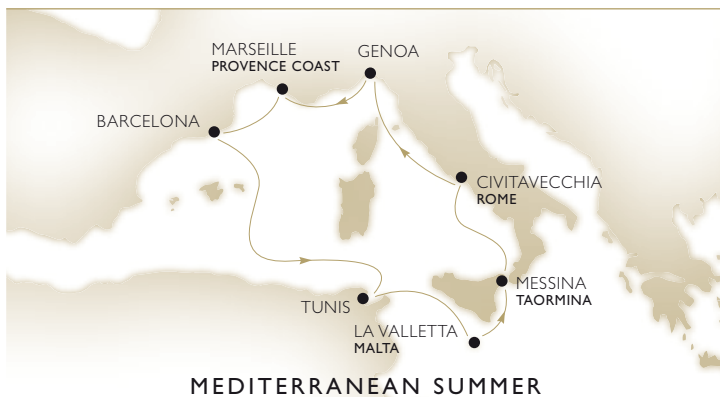 MARSEILLE
PROVENCE COAST
GENOA
BARCELONA
CIVITAVECCHIA
ROME
MESSINA
TAORMINA
TUNIS
LA VALLETTA
MALTA
MEDITERRANEAN SUMMER